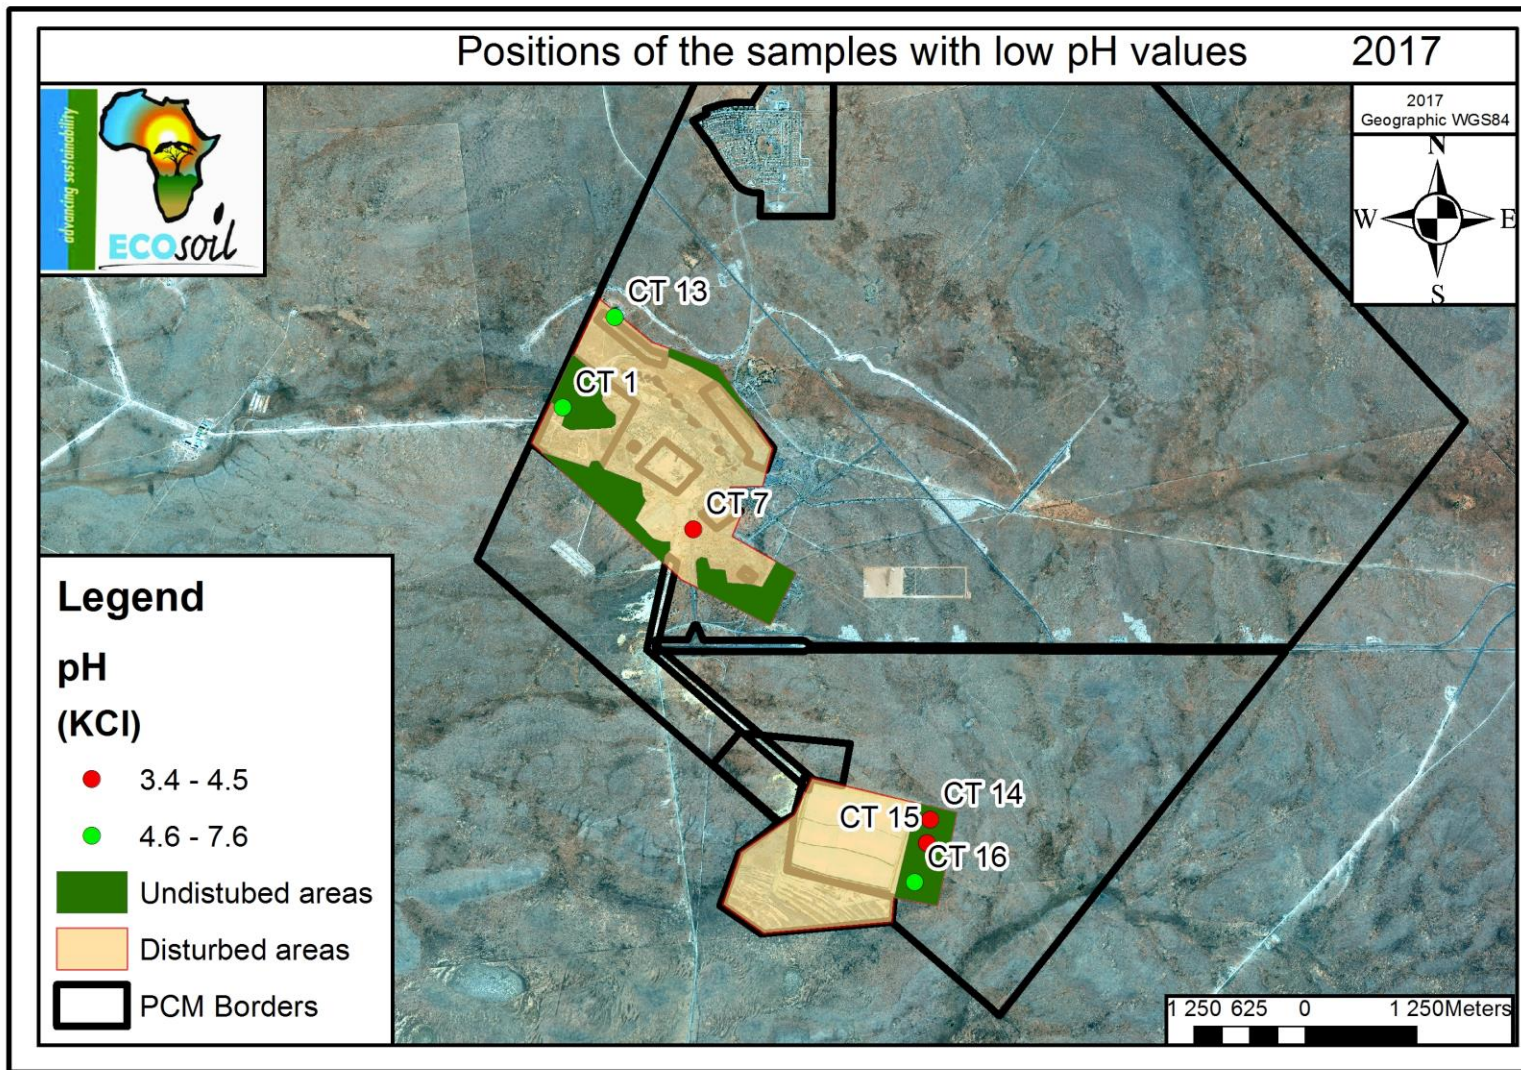 Positions of the samples with low pH values 2017
advancing sustainability
ECOsoil
2017
Geographic WGS84
N
W E
S
CT 13
CT 1
CT 7
CT 14
CT 15
CT 16
Legend
pH
(KCl)
3.4 - 4.5
4.6 - 7.6
Undistubed areas
Disturbed areas
PCM Borders
1 250 625 0 1 250Meters